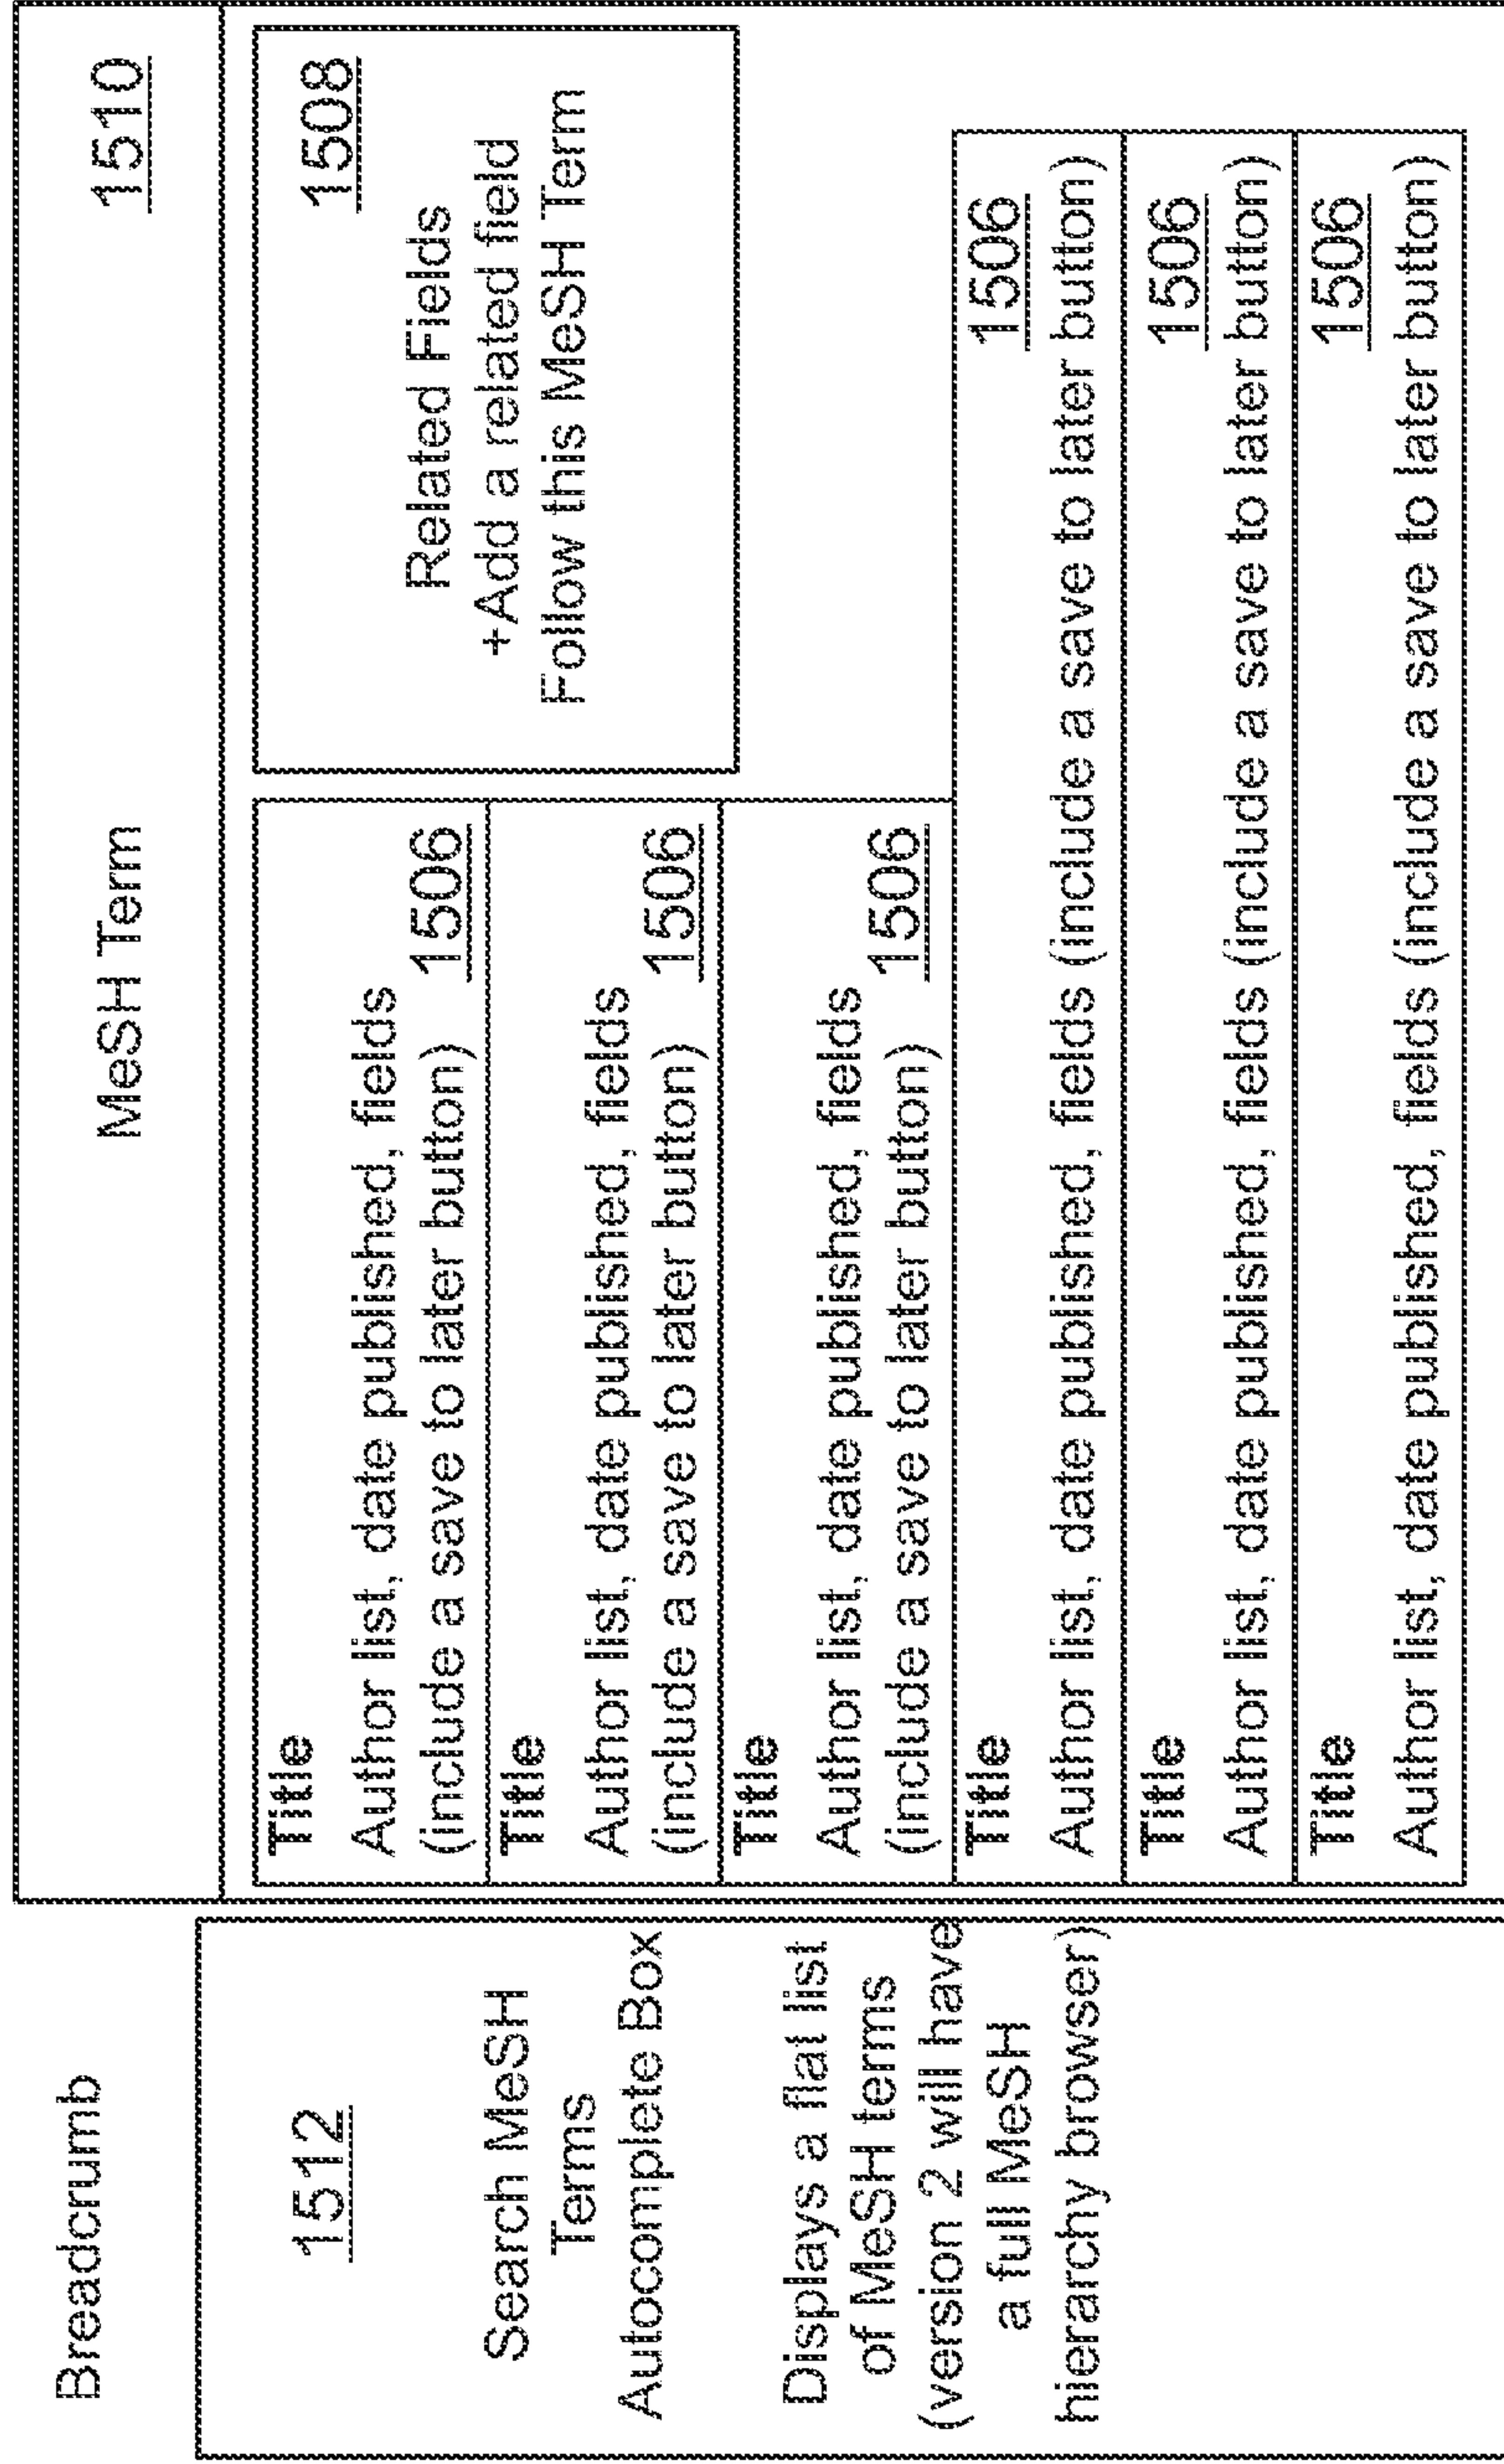 Breadcrumb
1512
Search MeSH
Terms
Autocomplete Box
Displays a flat list
of MeSH terms
(version 2 will have
a full MeSH
hierarchy browser)
MeSH Term
1510
Title
Author list, date published, fields
(include a save to later button)
1506
Title
Author list, date published, fields
(include a save to later button)
1506
Title
Author list, date published, fields
(include a save to later button)
1506
1508
Related Fields
+Add a related field
Follow this MeSH Term
Title
1506
Author list, date published, fields (include a save to later button)
Title
1506
Author list, date published, fields (include a save to later button)
Title
1506
Author list, date published, fields (include a save to later button)